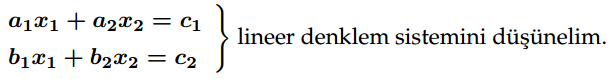 a₁x₁ + a₂x₂ = c₁
b₁x₁ + b₂x₂ = c₂ } lineer denklem sistemini düşünelim.